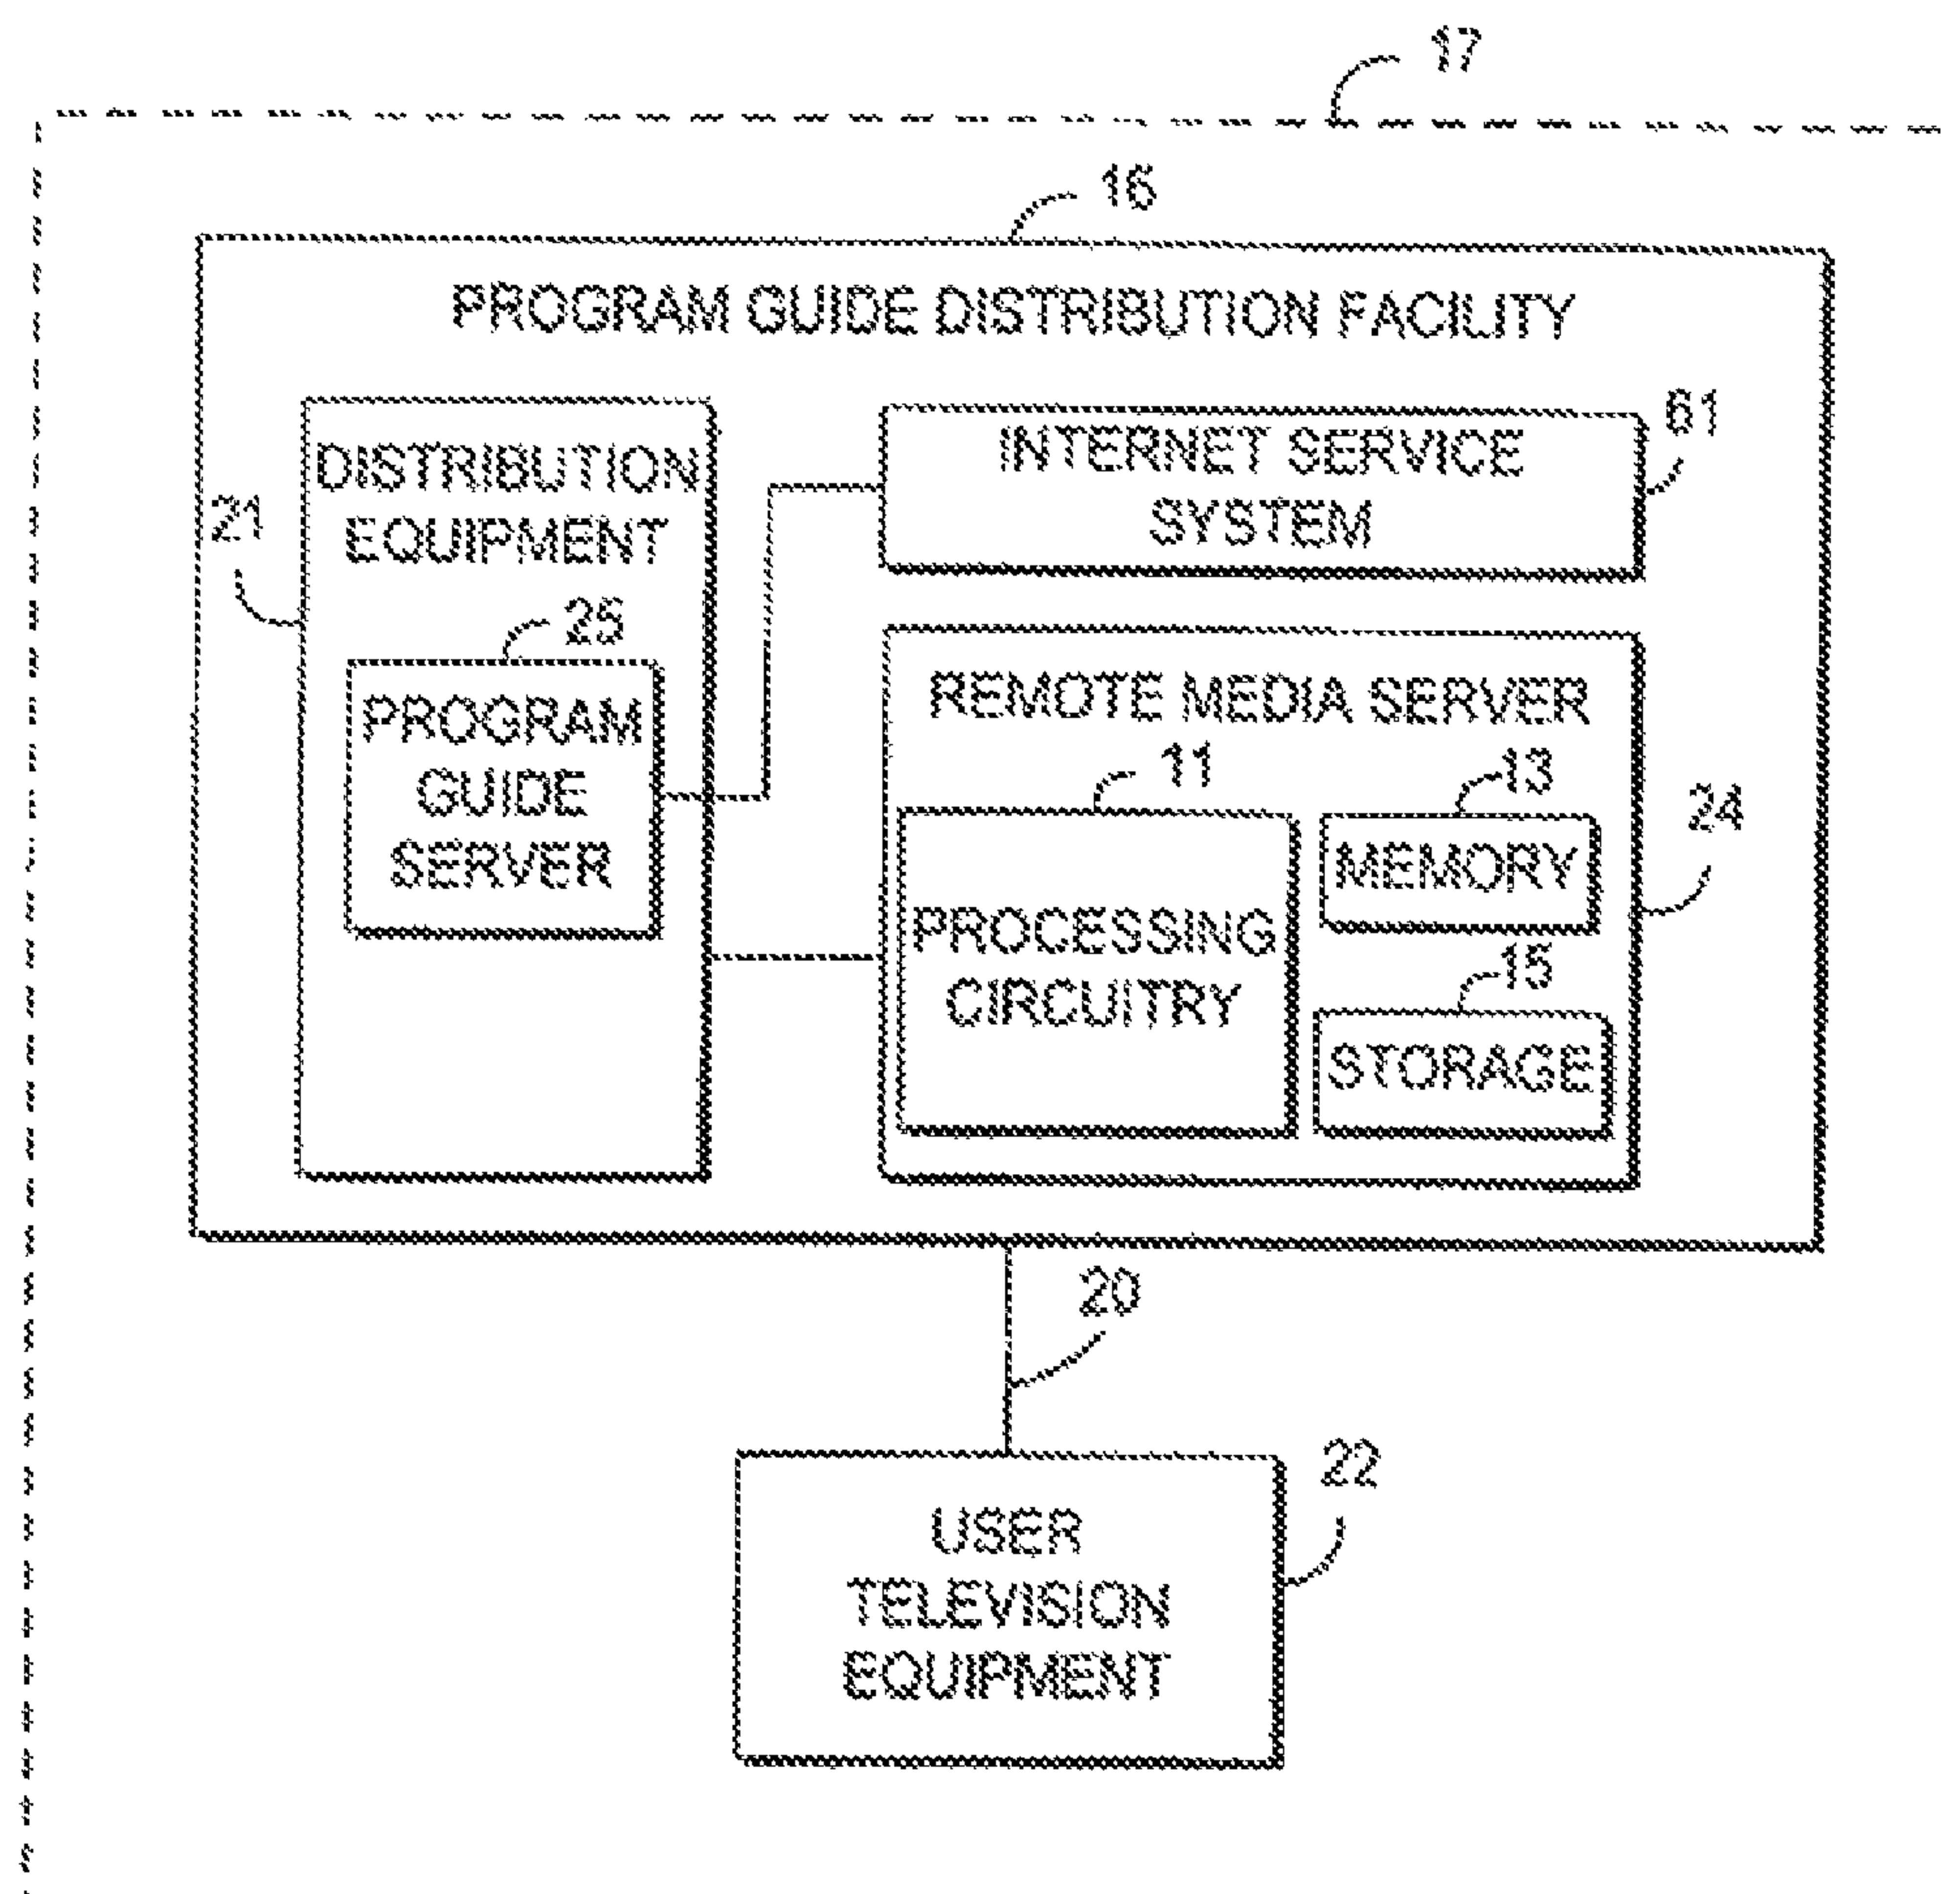 17
16
PROGRAM GUIDE DISTRIBUTION FACILITY
21
DISTRIBUTION
EQUIPMENT
25
PROGRAM
GUIDE
SERVER
INTERNET SERVICE
SYSTEM
61
REMOTE MEDIA SERVER
11
PROCESSING
CIRCUITRY
13
MEMORY
15
STORAGE
24
20
22
USER
TELEVISION
EQUIPMENT